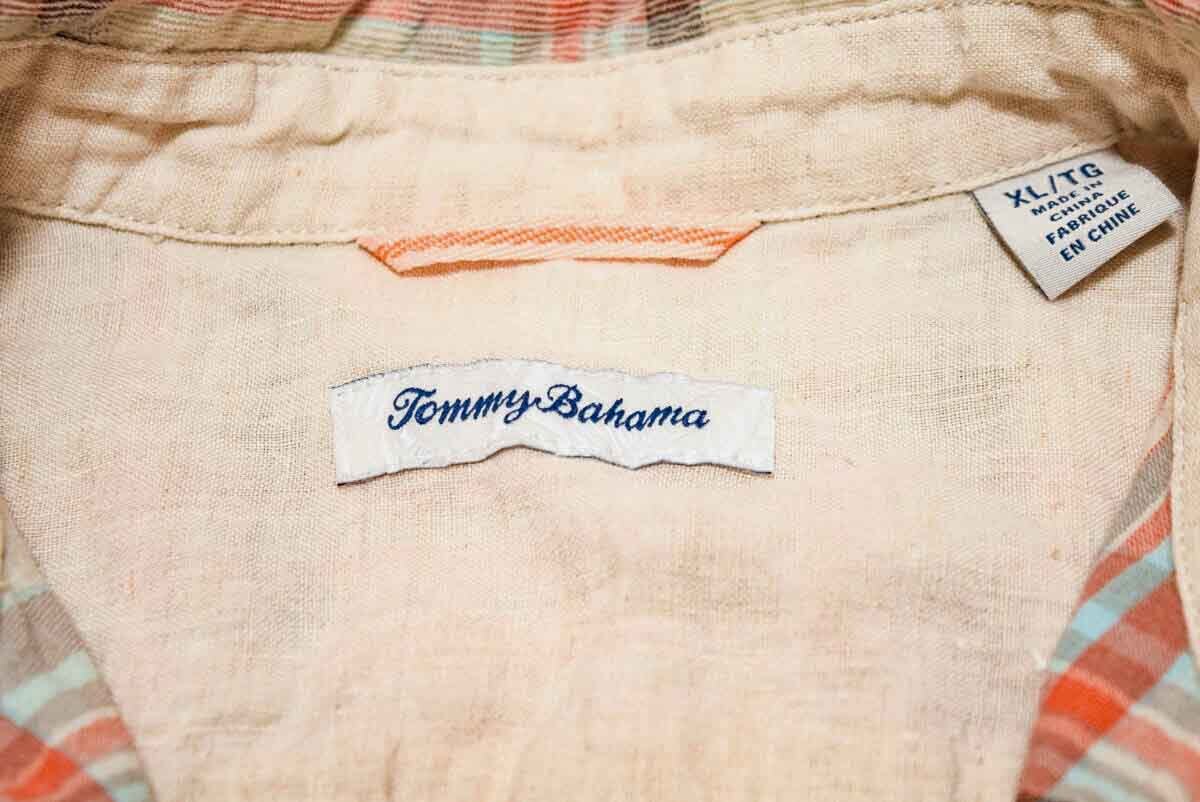 XL/TG
MADE IN
CHINA
FABRIQUE
EN CHINE
Tommy Bahama